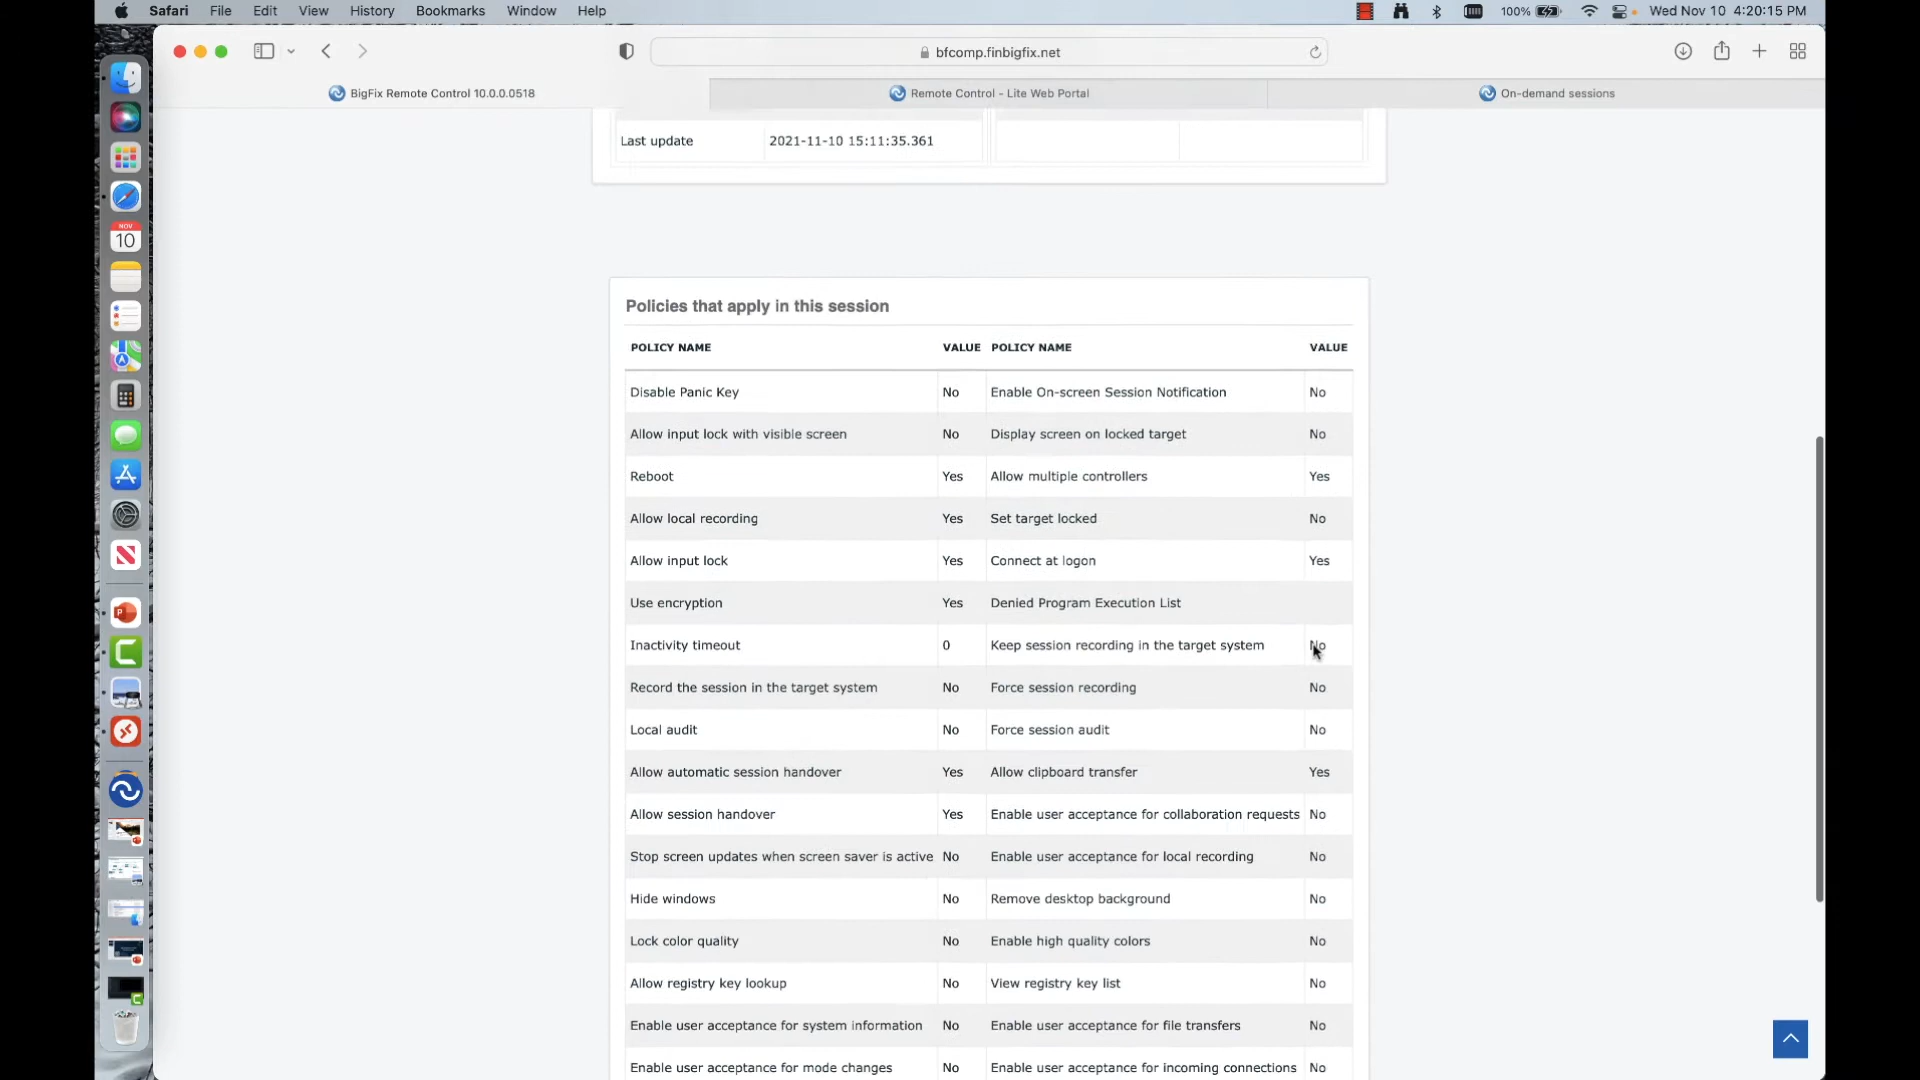 Safari File Edit View History Bookmarks Window Help 100% Wed Nov 10 4:20:15 PM
bfcomp.finbigfix.net
BigFix Remote Control 10.0.0.0518 Remote Control - Lite Web Portal On-demand sessions
Last update 2021-11-10 15:11:35.361
NOV
10
Policies that apply in this session
POLICY NAME VALUE POLICY NAME VALUE
Disable Panic Key No Enable On-screen Session Notification No
Allow input lock with visible screen No Display screen on locked target No
Reboot Yes Allow multiple controllers Yes
Allow local recording Yes Set target locked No
Allow input lock Yes Connect at logon Yes
Use encryption Yes Denied Program Execution List
Inactivity timeout 0 Keep session recording in the target system No
Record the session in the target system No Force session recording No
Local audit No Force session audit No
Allow automatic session handover Yes Allow clipboard transfer Yes
Allow session handover Yes Enable user acceptance for collaboration requests No
Stop screen updates when screen saver is active No Enable user acceptance for local recording No
Hide windows No Remove desktop background No
Lock color quality No Enable high quality colors No
Allow registry key lookup No View registry key list No
Enable user acceptance for system information No Enable user acceptance for file transfers No
Enable user acceptance for mode changes No Enable user acceptance for incoming connections No